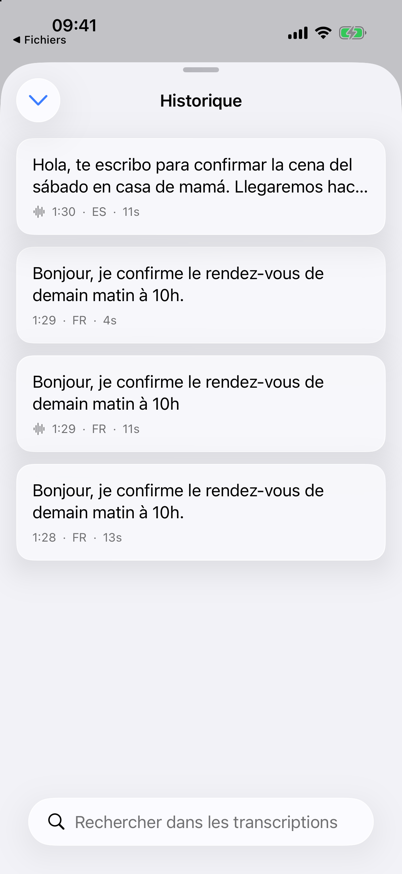 09:41
◀ Fichiers
Historique
Hola, te escribo para confirmar la cena del
sábado en casa de mamá. Llegaremos hac...
1:30 · ES · 11s
Bonjour, je confirme le rendez-vous de
demain matin à 10h.
1:29 · FR · 4s
Bonjour, je confirme le rendez-vous de
demain matin à 10h
1:29 · FR · 11s
Bonjour, je confirme le rendez-vous de
demain matin à 10h.
1:28 · FR · 13s
Rechercher dans les transcriptions